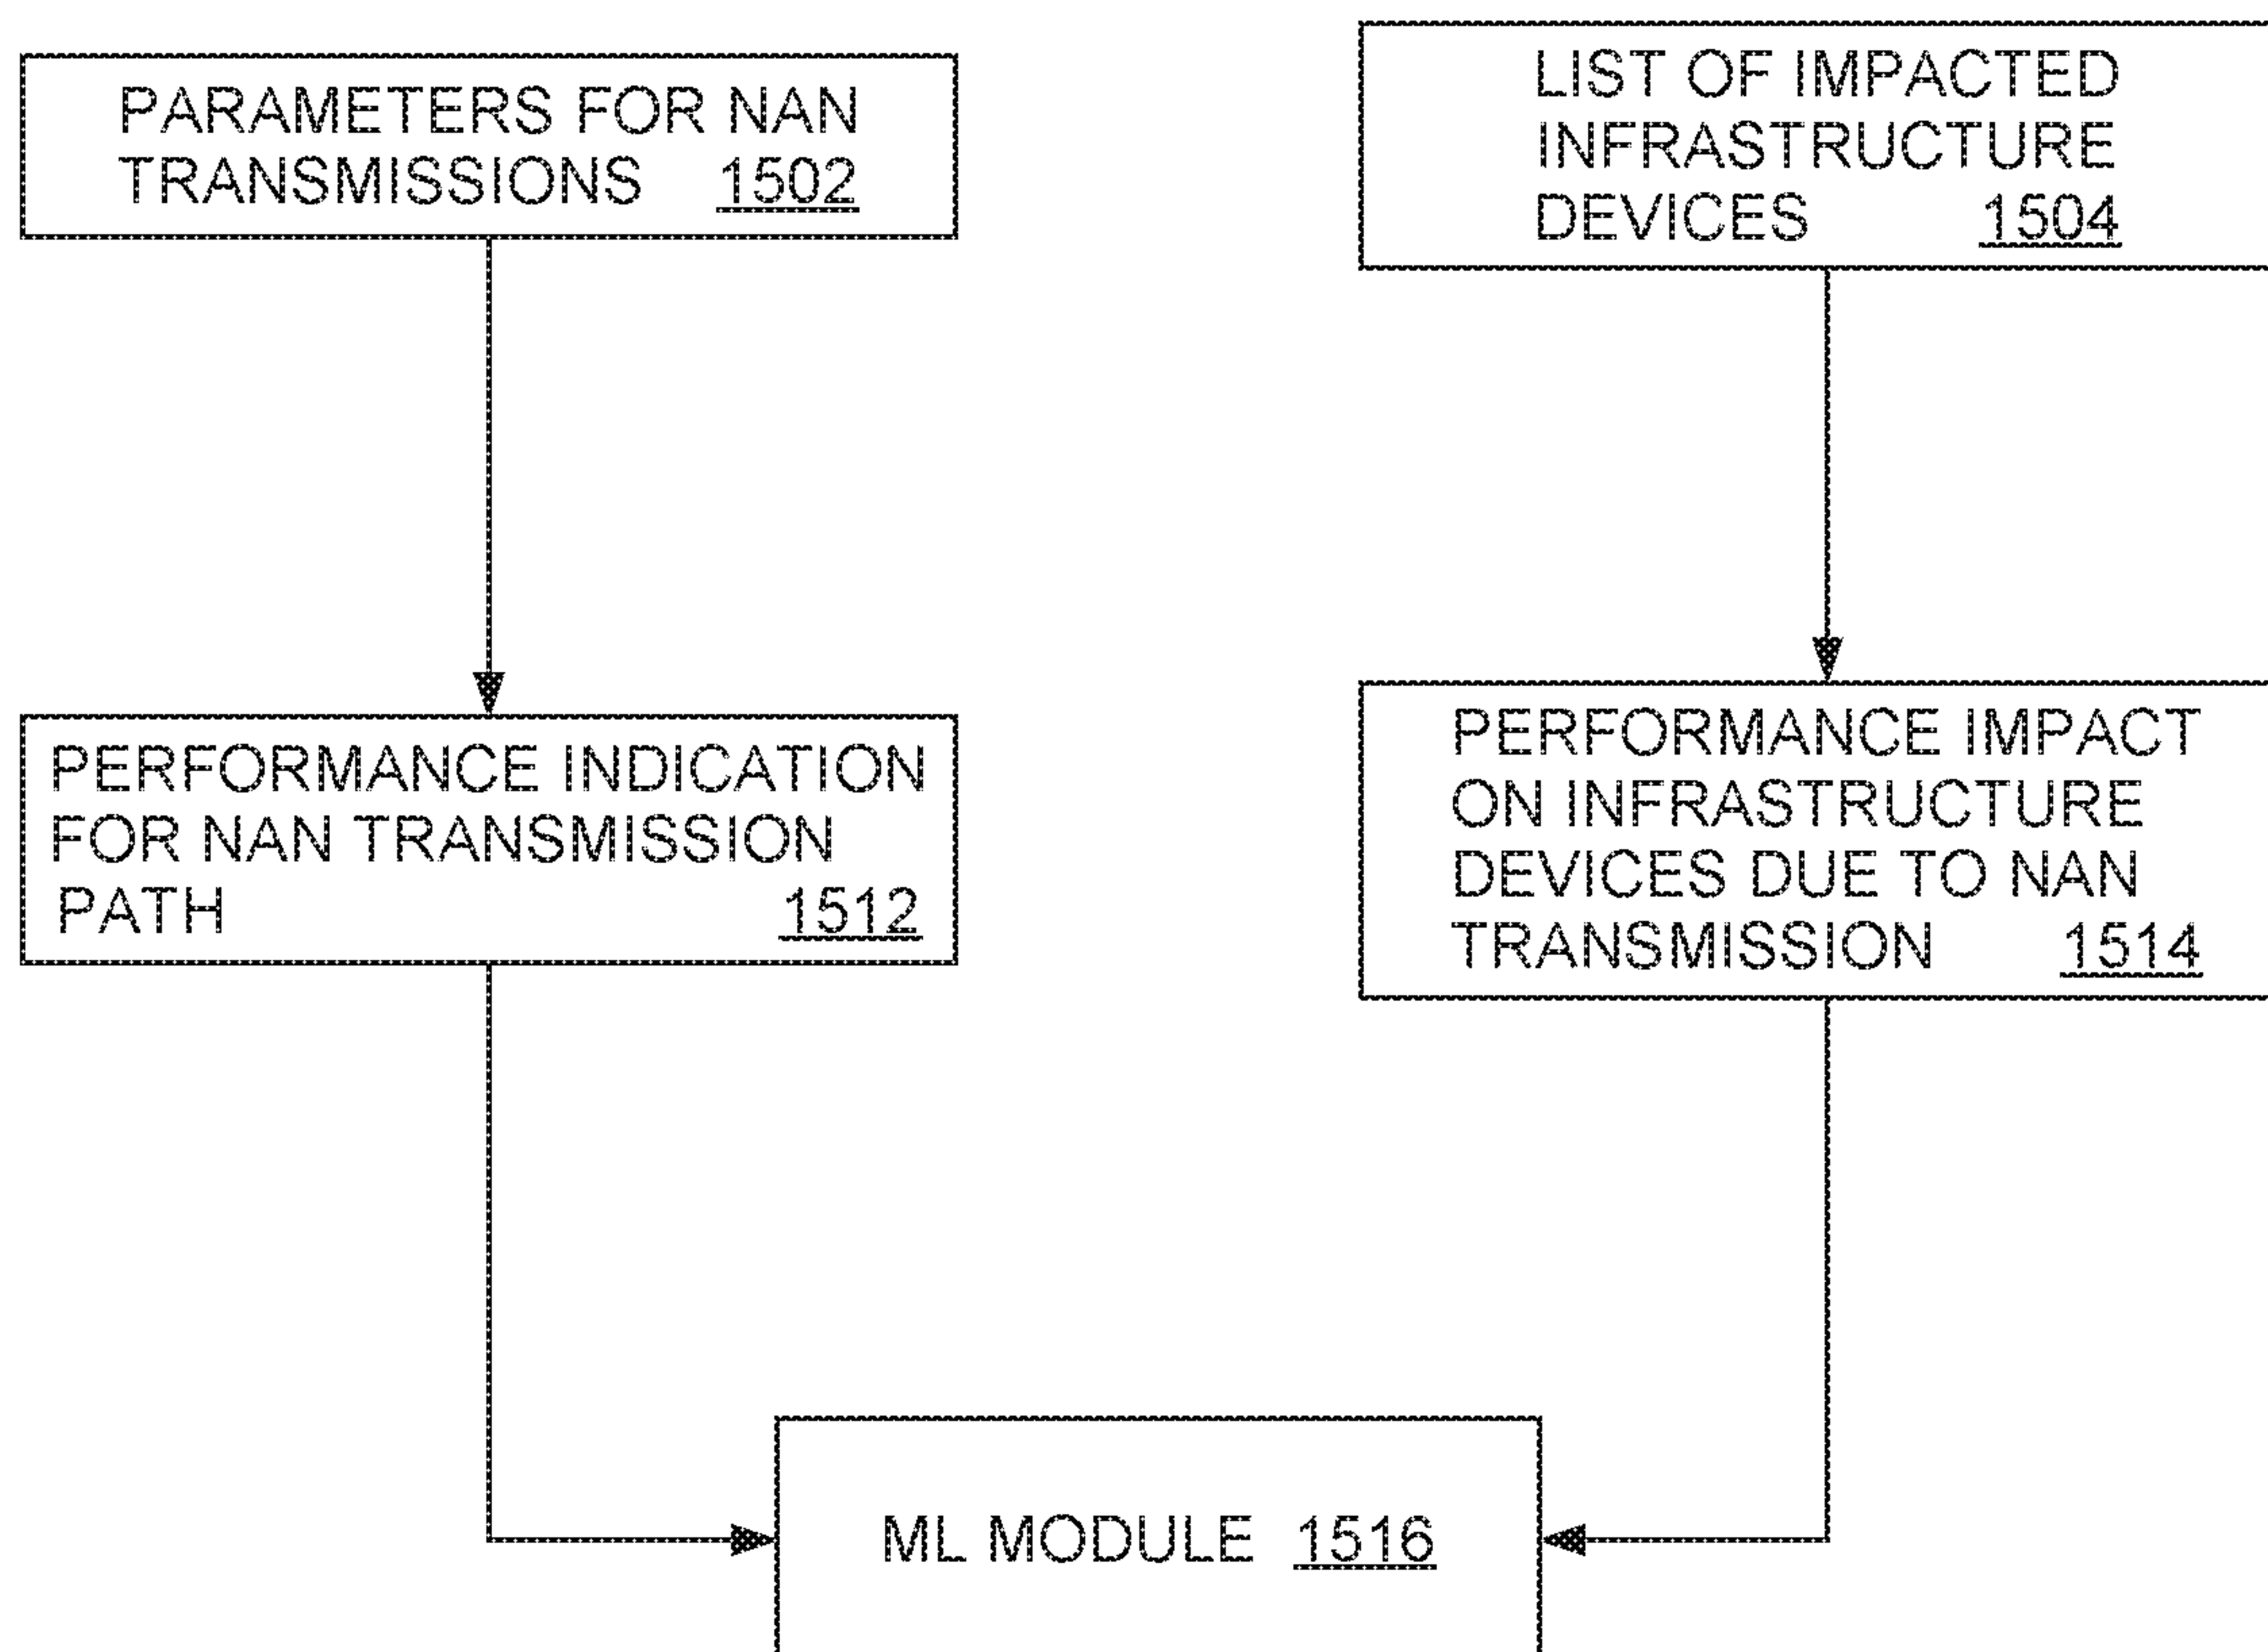 PARAMETERS FOR NAN
TRANSMISSIONS 1502
LIST OF IMPACTED
INFRASTRUCTURE
DEVICES 1504
PERFORMANCE INDICATION
FOR NAN TRANSMISSION
PATH 1512
PERFORMANCE IMPACT
ON INFRASTRUCTURE
DEVICES DUE TO NAN
TRANSMISSION 1514
ML MODULE 1516